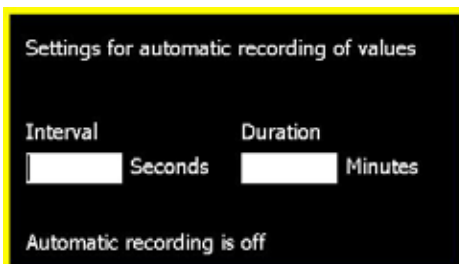 Settings for automatic recording of values
Interval Duration
Seconds Minutes
Automatic recording is off